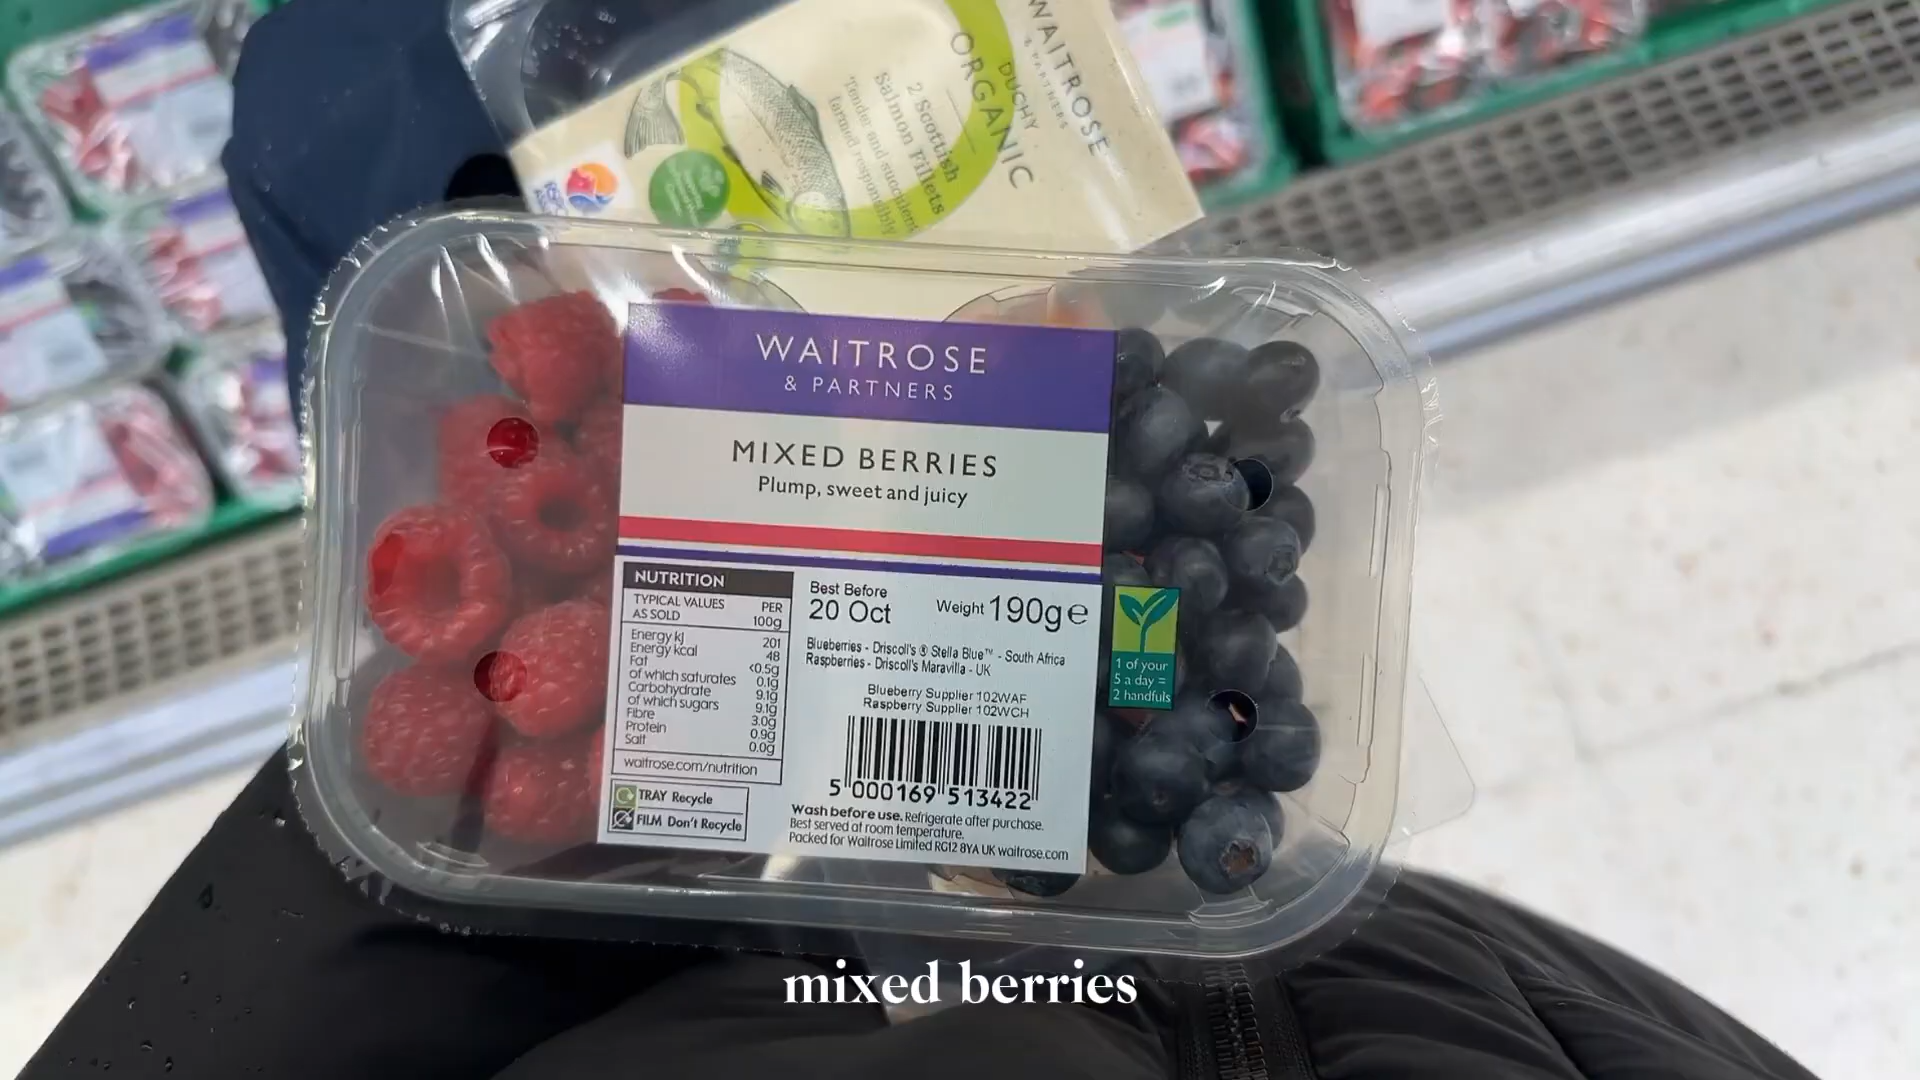 WAITROSE
& PARTNERS
DUCHY
ORGANIC
2 Scottish
Salmon Fillets
Tender and succulent
farmed responsibly
WAITROSE
& PARTNERS
MIXED BERRIES
Plump, sweet and juicy
NUTRITION
TYPICAL VALUES AS SOLD PER 100g
Energy kJ 201
Energy kcal 48
Fat <0.5g
of which saturates 0.1g
Carbohydrate 9.1g
of which sugars 9.1g
Fibre 3.0g
Protein 0.9g
Salt 0.0g
waitrose.com/nutrition
TRAY Recycle
FILM Don't Recycle
Best Before
20 Oct
Weight 190g e
Blueberries - Driscoll's ® Stella Blue™ - South Africa
Raspberries - Driscoll's Maravilla - UK
Blueberry Supplier 102WAF
Raspberry Supplier 102WCH
5 000169 513422
Wash before use. Refrigerate after purchase.
Best served at room temperature.
Packed for Waitrose Limited RG12 8YA UK waitrose.com
1 of your
5 a day =
2 handfuls
mixed berries